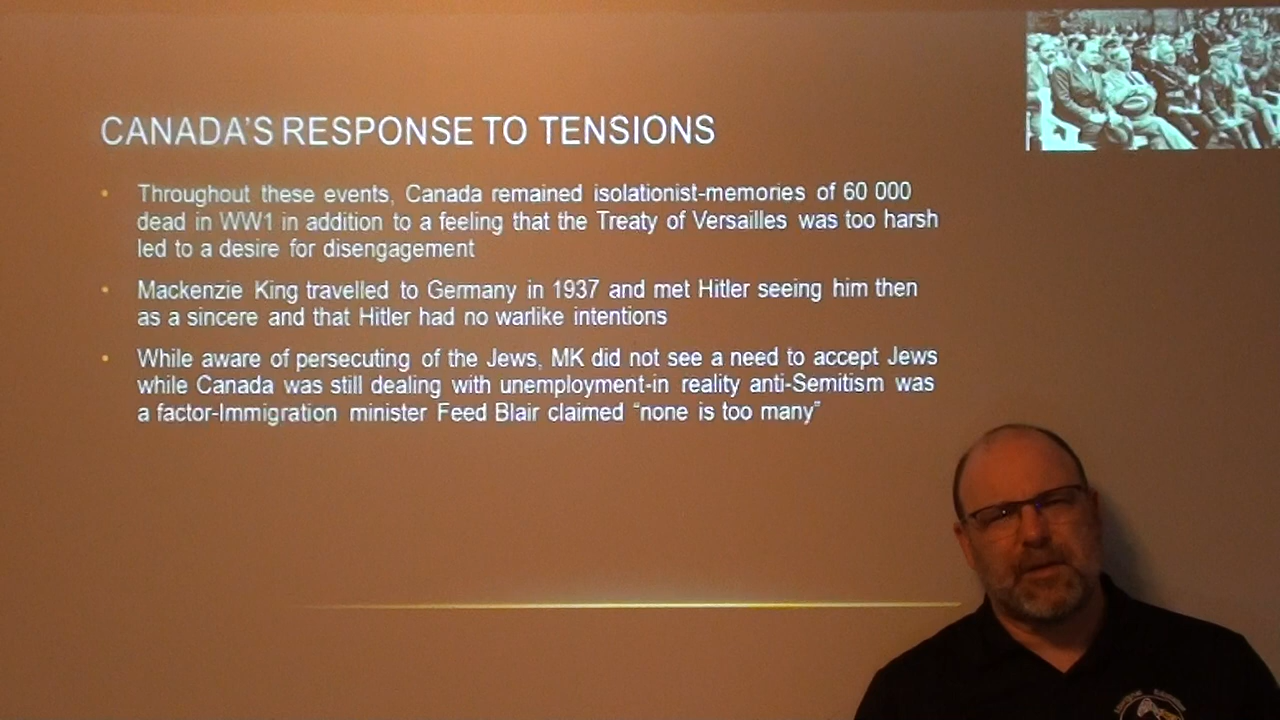 CANADA'S RESPONSE TO TENSIONS
• Throughout these events, Canada remained isolationist-memories of 60 000
dead in WW1 in addition to a feeling that the Treaty of Versailles was too harsh
led to a desire for disengagement
• Mackenzie King travelled to Germany in 1937 and met Hitler seeing him then
as a sincere and that Hitler had no warlike intentions
• While aware of persecuting of the Jews, MK did not see a need to accept Jews
while Canada was still dealing with unemployment-in reality anti-Semitism was
a factor-Immigration minister Feed Blair claimed “none is too many”